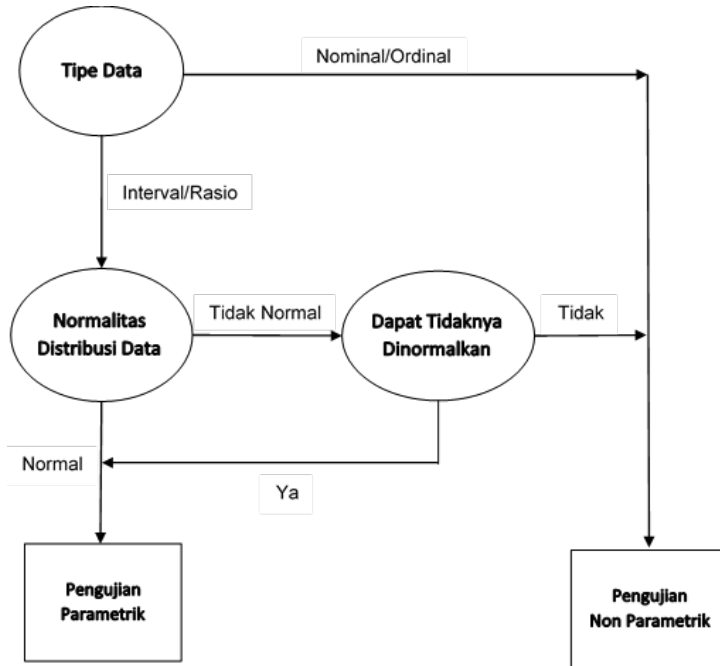 Tipe Data
Nominal/Ordinal
Interval/Rasio
Normalitas
Distribusi Data
Tidak Normal
Dapat Tidaknya
Dinormalkan
Tidak
Normal
Ya
Pengujian
Parametrik
Pengujian
Non Parametrik